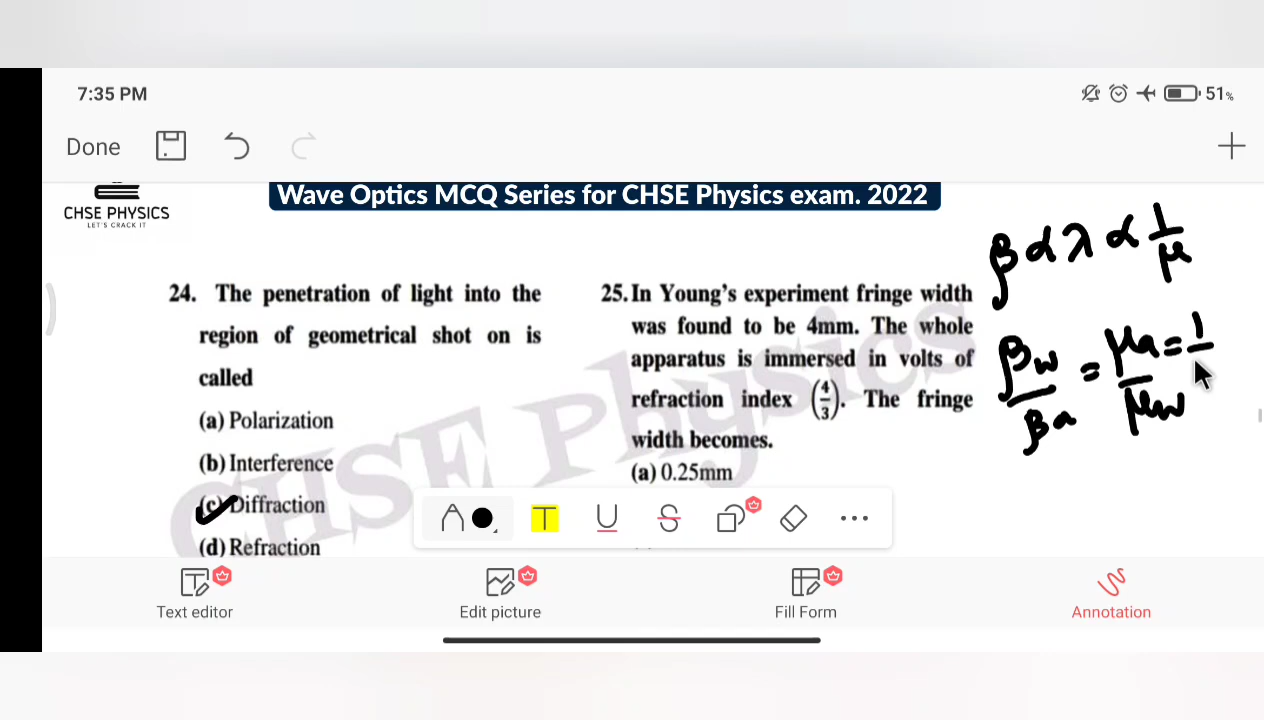 7:35 PM
51%
Done
CHSE PHYSICS
LET'S CRACK IT
Wave Optics MCQ Series for CHSE Physics exam. 2022
24. The penetration of light into the
region of geometrical shot on is
called
(a) Polarization
(b) Interference
(c) Diffraction
(d) Refraction
25. In Young's experiment fringe width
was found to be 4mm. The whole
apparatus is immersed in volts of
refraction index (4/3). The fringe
width becomes.
(a) 0.25mm
β ∝ λ ∝ 1/μ
βw/βa = μa/μw = 1/
CHSE Physics
T
U
S
Text editor
Edit picture
Fill Form
Annotation